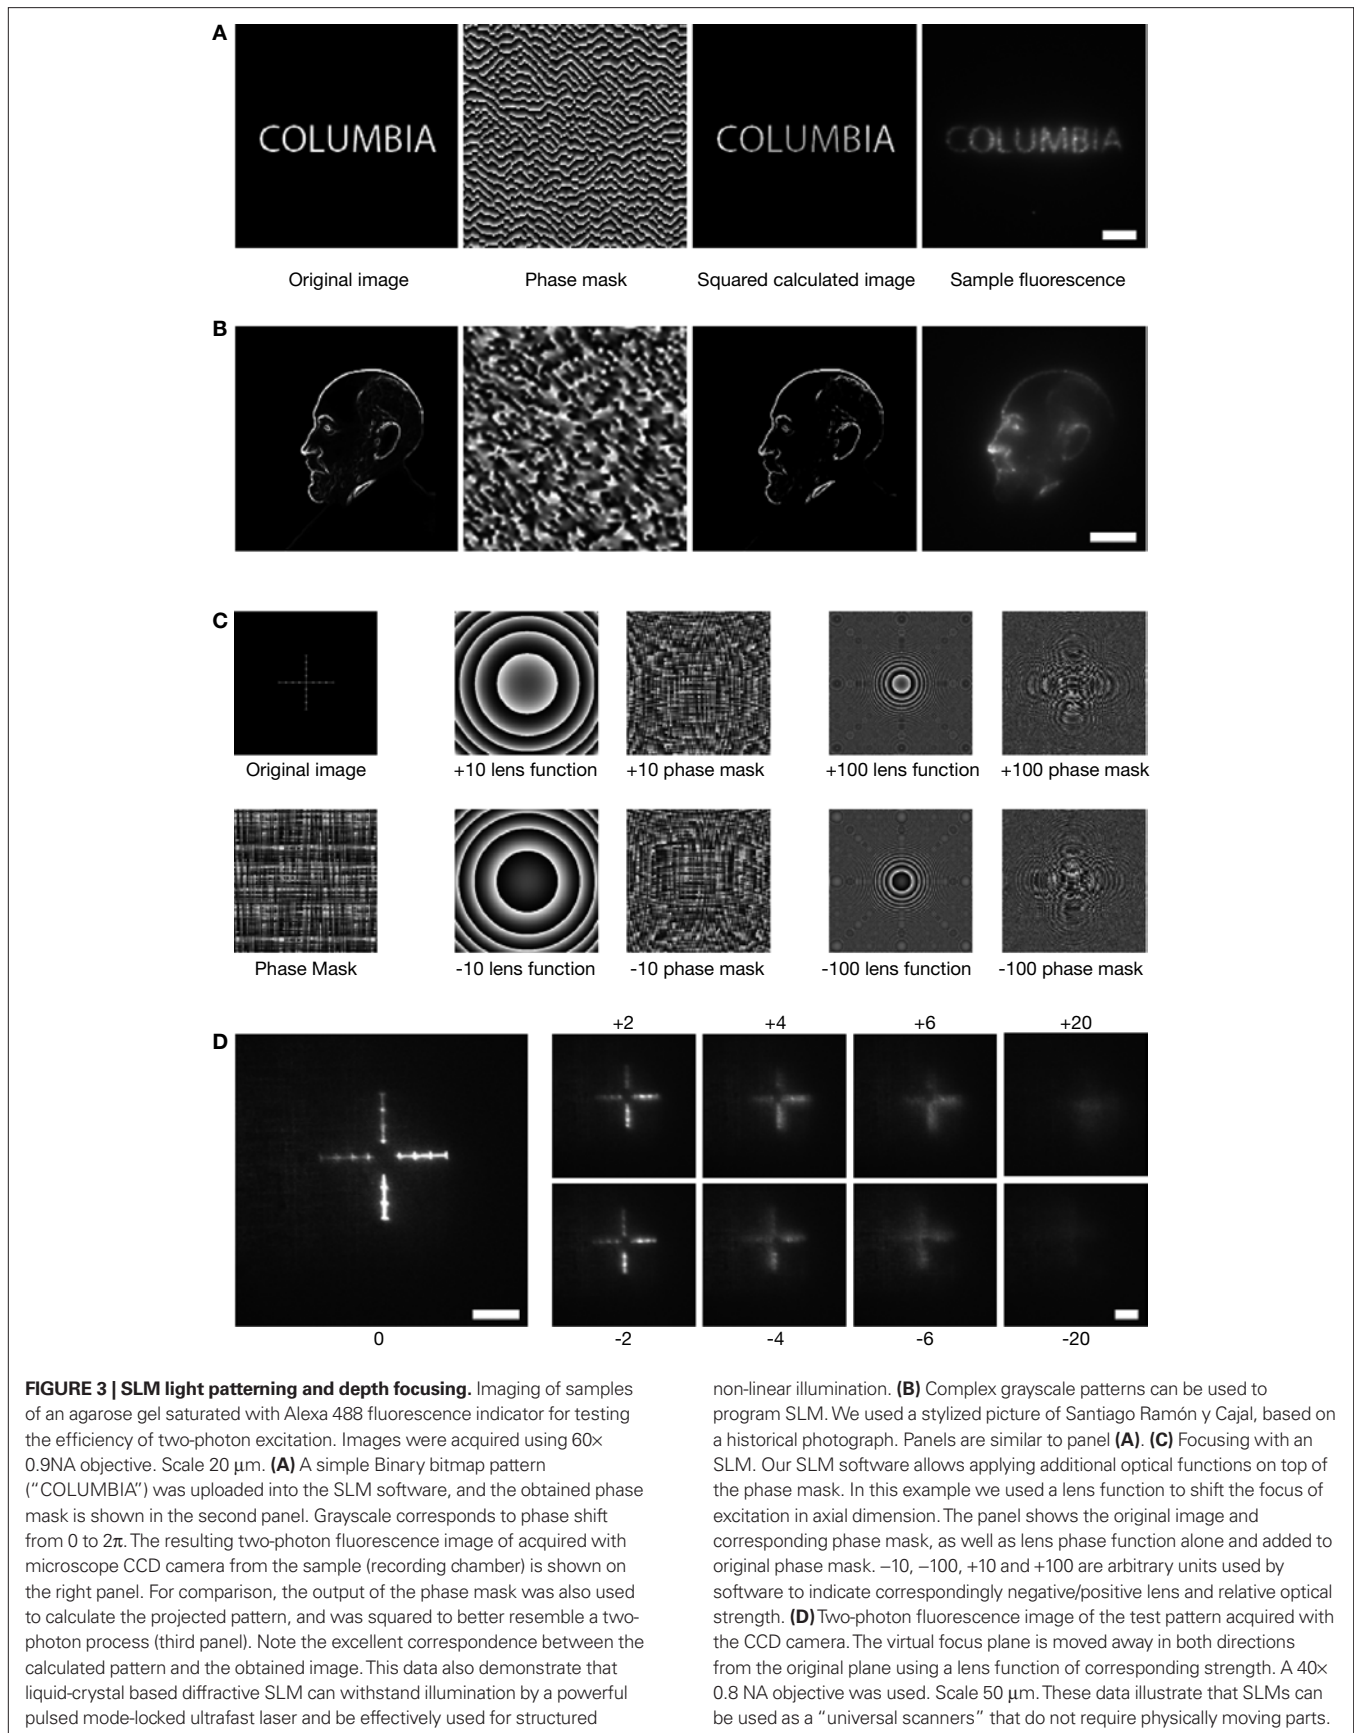 A
COLUMBIA
COLUMBIA
COLUMBIA
Original image
Phase mask
Squared calculated image
Sample fluorescence
B
C
Original image
+10 lens function
+10 phase mask
+100 lens function
+100 phase mask
Phase Mask
-10 lens function
-10 phase mask
-100 lens function
-100 phase mask
D
+2
+4
+6
+20
0
-2
-4
-6
-20
FIGURE 3 | SLM light patterning and depth focusing. Imaging of samples
of an agarose gel saturated with Alexa 488 fluorescence indicator for testing
the efficiency of two-photon excitation. Images were acquired using 60×
0.9NA objective. Scale 20 μm. (A) A simple Binary bitmap pattern
(“COLUMBIA”) was uploaded into the SLM software, and the obtained phase
mask is shown in the second panel. Grayscale corresponds to phase shift
from 0 to 2π. The resulting two-photon fluorescence image of acquired with
microscope CCD camera from the sample (recording chamber) is shown on
the right panel. For comparison, the output of the phase mask was also used
to calculate the projected pattern, and was squared to better resemble a two-
photon process (third panel). Note the excellent correspondence between the
calculated pattern and the obtained image. This data also demonstrate that
liquid-crystal based diffractive SLM can withstand illumination by a powerful
pulsed mode-locked ultrafast laser and be effectively used for structured
non-linear illumination. (B) Complex grayscale patterns can be used to
program SLM. We used a stylized picture of Santiago Ramón y Cajal, based on
a historical photograph. Panels are similar to panel (A). (C) Focusing with an
SLM. Our SLM software allows applying additional optical functions on top of
the phase mask. In this example we used a lens function to shift the focus of
excitation in axial dimension. The panel shows the original image and
corresponding phase mask, as well as lens phase function alone and added to
original phase mask. –10, –100, +10 and +100 are arbitrary units used by
software to indicate correspondingly negative/positive lens and relative optical
strength. (D) Two-photon fluorescence image of the test pattern acquired with
the CCD camera. The virtual focus plane is moved away in both directions
from the original plane using a lens function of corresponding strength. A 40×
0.8 NA objective was used. Scale 50 μm. These data illustrate that SLMs can
be used as a “universal scanners” that do not require physically moving parts.